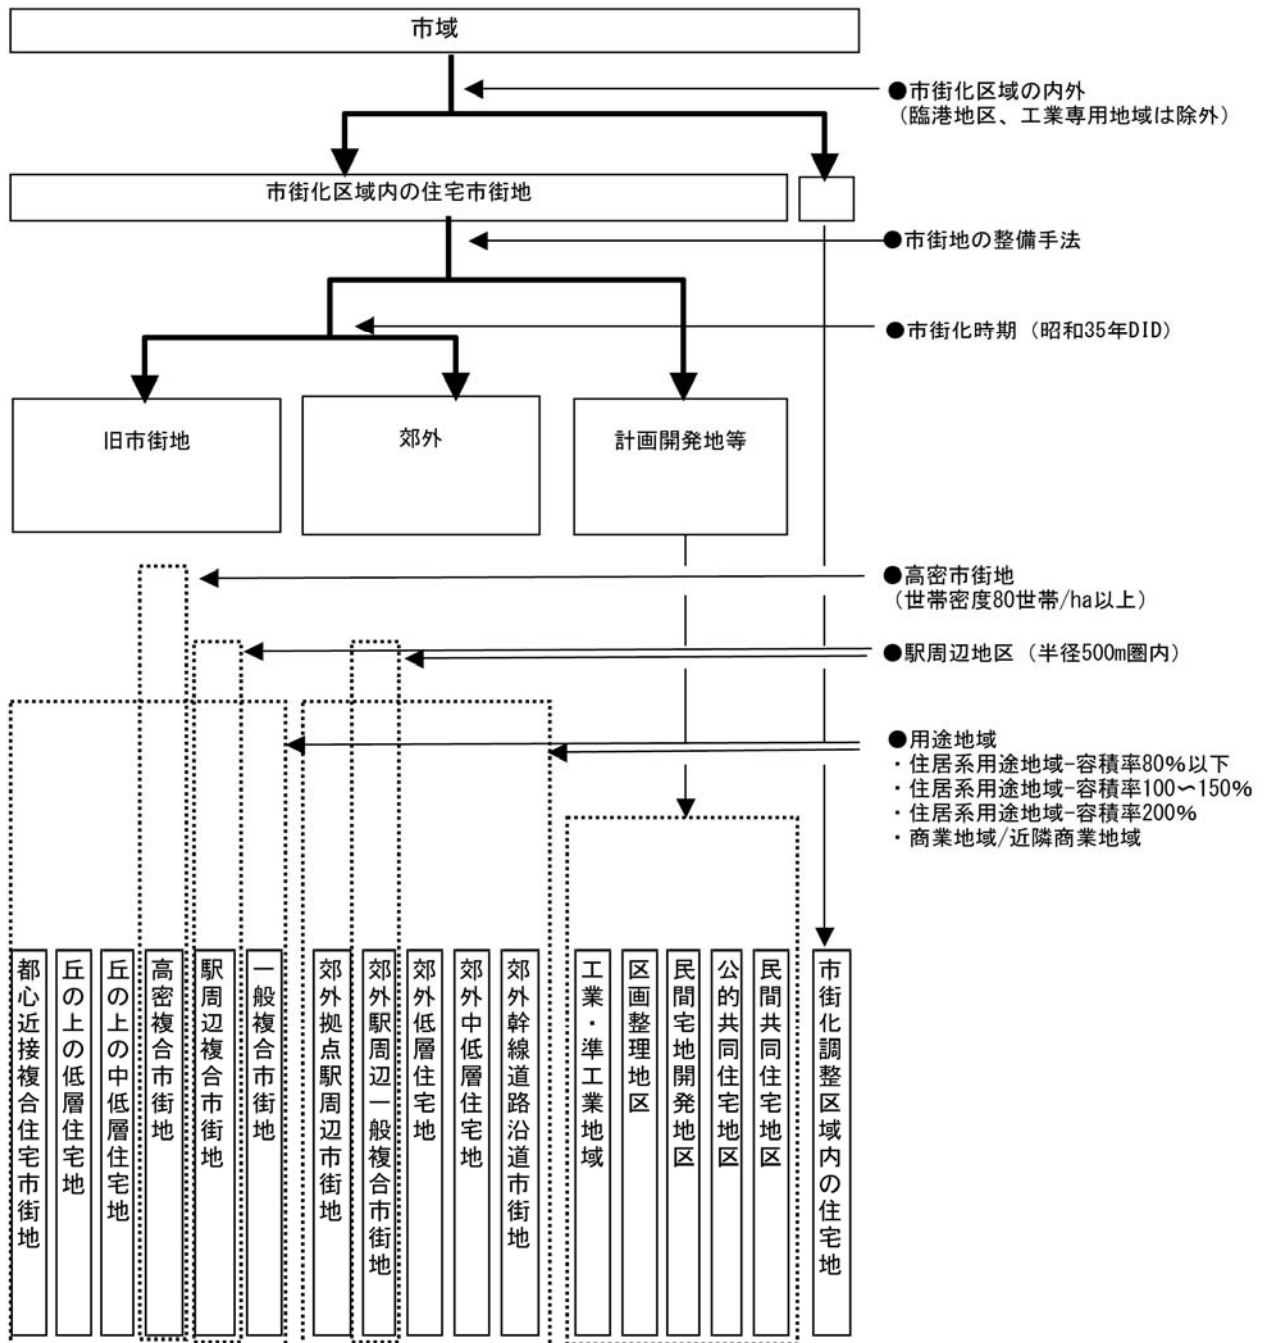 市域
●市街化区域の内外
（臨港地区、工業専用地域は除外）
市街化区域内の住宅市街地
●市街地の整備手法
●市街化時期（昭和35年DID）
旧市街地
郊外
計画開発地等
●高密市街地
（世帯密度80世帯/ha以上）
●駅周辺地区（半径500m圏内）
●用途地域
・住居系用途地域-容積率80%以下
・住居系用途地域-容積率100〜150%
・住居系用途地域-容積率200%
・商業地域/近隣商業地域
都心近接複合住宅市街地
丘の上の低層住宅地
丘の上の中低層住宅地
高密複合市街地
駅周辺複合市街地
一般複合市街地
郊外拠点駅周辺市街地
郊外駅周辺一般複合市街地
郊外低層住宅地
郊外中低層住宅地
郊外幹線道路沿道市街地
工業・準工業地域
区画整理地区
民間宅地開発地区
公的共同住宅地区
民間共同住宅地区
市街化調整区域内の住宅地